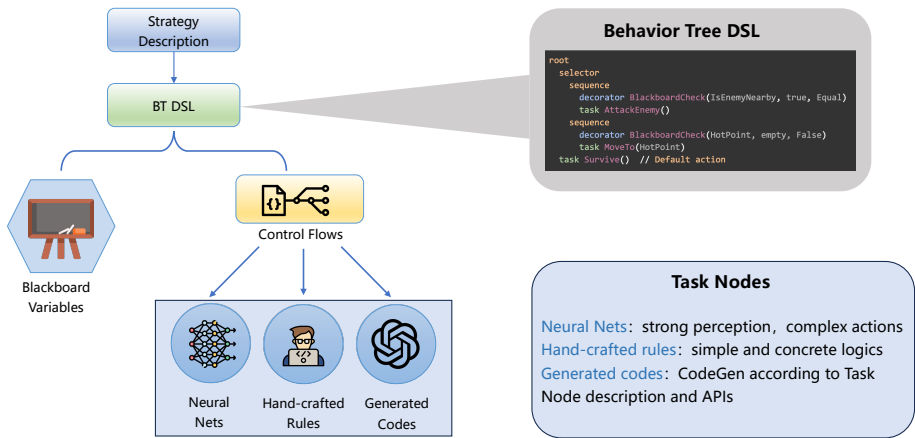 Strategy
Description
BT DSL
Blackboard
Variables
{}
Control Flows
Neural
Nets
Hand-crafted
Rules
Generated
Codes
Behavior Tree DSL
root
selector
sequence
decorator BlackboardCheck(IsEnemyNearby, true, Equal)
task AttackEnemy()
sequence
decorator BlackboardCheck(HotPoint, empty, False)
task MoveTo(HotPoint)
task Survive() // Default action
Task Nodes
Neural Nets：strong perception，complex actions
Hand-crafted rules：simple and concrete logics
Generated codes：CodeGen according to Task
Node description and APIs